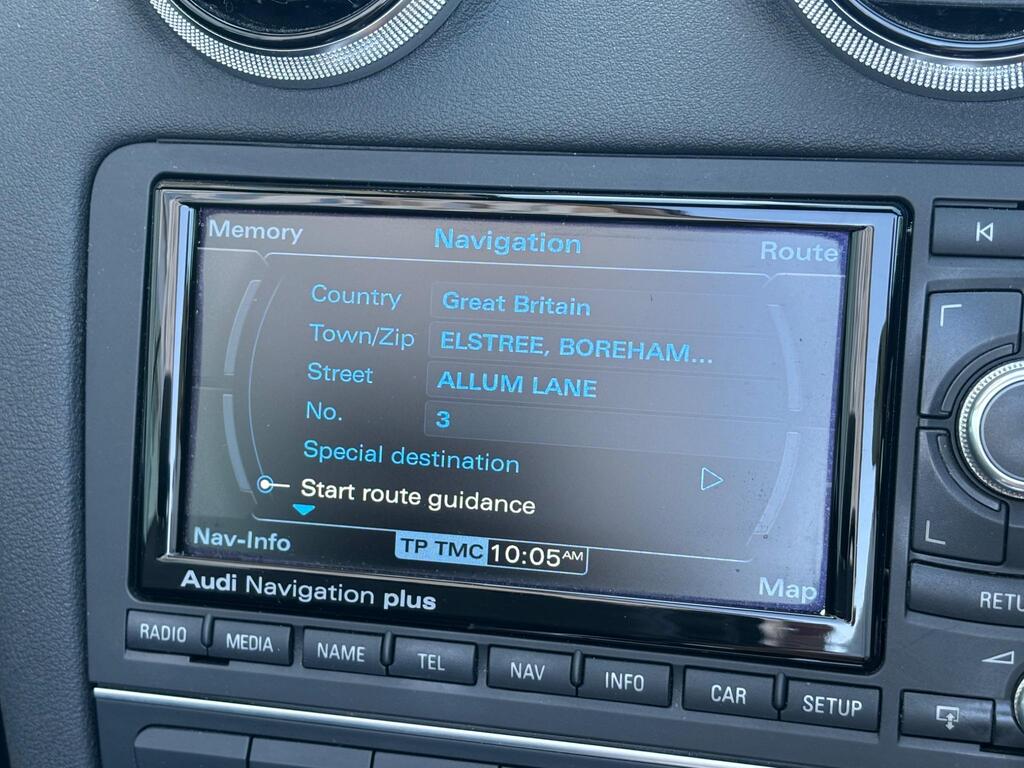 Memory Navigation Route
Country Great Britain
Town/Zip ELSTREE, BOREHAM...
Street ALLUM LANE
No. 3
Special destination
Start route guidance
Nav-Info TP TMC 10:05AM Map
Audi Navigation plus
RADIO MEDIA NAME TEL NAV INFO CAR SETUP
RETU